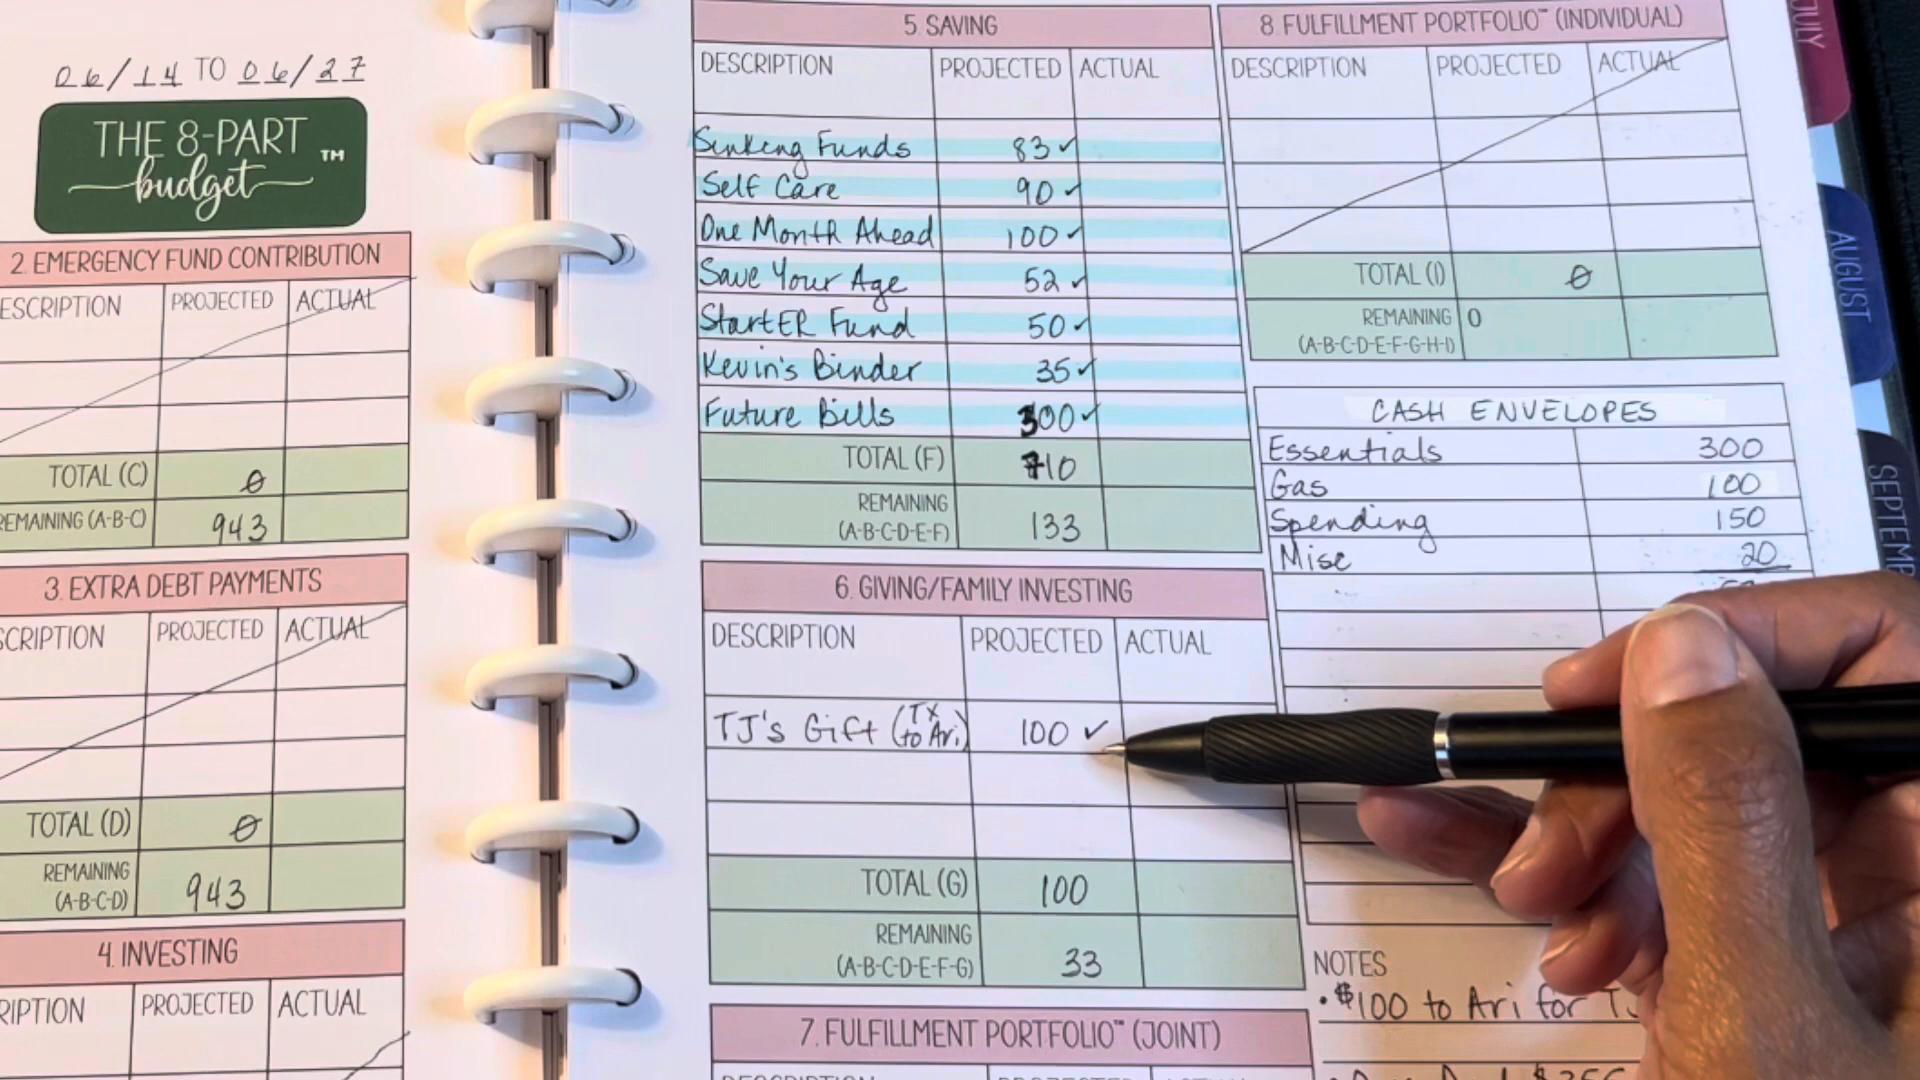 06/14 TO 06/27
THE 8-PART
budget ™
2. EMERGENCY FUND CONTRIBUTION
ESCRIPTION PROJECTED ACTUAL
TOTAL (C) 0
REMAINING (A-B-C) 943
3. EXTRA DEBT PAYMENTS
SCRIPTION PROJECTED ACTUAL
TOTAL (D) 0
REMAINING
(A-B-C-D) 943
4. INVESTING
RIPTION PROJECTED ACTUAL
5. SAVING
DESCRIPTION PROJECTED ACTUAL
Sinking Funds 83 ✓
Self Care 90 ✓
One Month Ahead 100 ✓
Save Your Age 52 ✓
StartER Fund 50 ✓
Kevin's Binder 35 ✓
Future Bills 300 ✓
TOTAL (F) 710
REMAINING
(A-B-C-D-E-F) 133
6. GIVING/FAMILY INVESTING
DESCRIPTION PROJECTED ACTUAL
TJ's Gift (TX to Ari) 100 ✓
TOTAL (G) 100
REMAINING
(A-B-C-D-E-F-G) 33
7. FULFILLMENT PORTFOLIO™ (JOINT)
DESCRIPTION PROJECTED ACTUAL
8. FULFILLMENT PORTFOLIO™ (INDIVIDUAL)
DESCRIPTION PROJECTED ACTUAL
TOTAL (I) 0
REMAINING 0
(A-B-C-D-E-F-G-H-I)
CASH ENVELOPES
Essentials 300
Gas 100
Spending 150
Misc 20
NOTES
• $100 to Ari for
JULY
AUGUST
SEPTEMB